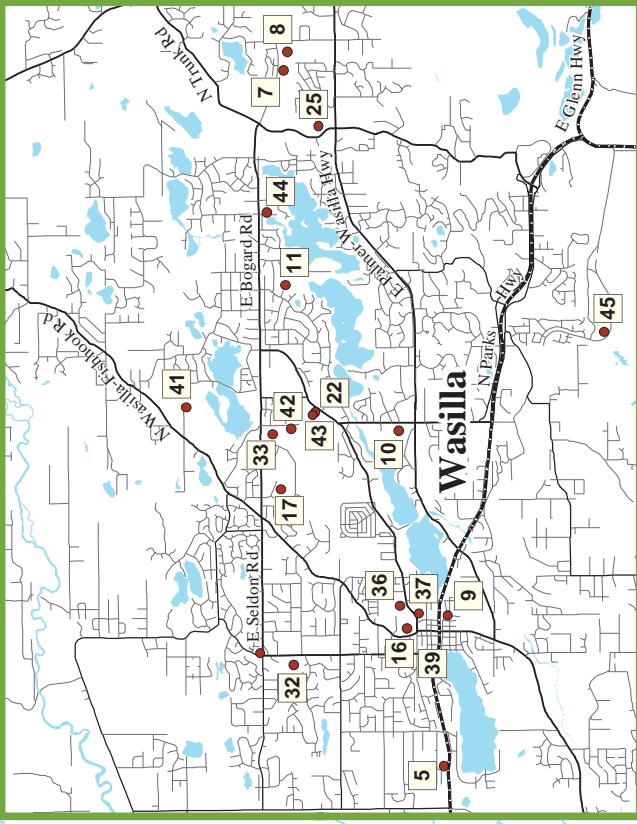 8
7
N Trunk Rd
25
E Glenn Hwy
44
E Palmer-Wasilla Hwy
E Bogard Rd
11
N Parks Hwy
45
N Wasilla-Fishhook Rd
41
22
42
43
33
10
Wasilla
17
E Seldon Rd
36
37
9
16
39
32
5